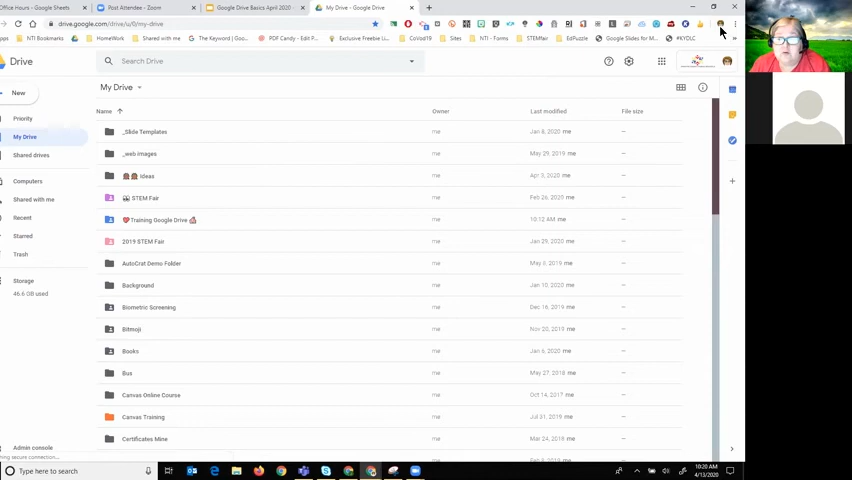 Office Hours - Google Sheets
Post Attendee - Zoom
Google Drive Basics April 2020
My Drive - Google Drive
drive.google.com/drive/u/0/my-drive
NTI Bookmarks
HomeWork
Shared with me
NTI Support
The Keyword | Goo...
PDF Candy - Edit P...
Exclusive Freebie Li...
CoVod19
NTI - Forms
STEMfair
EdPuzzle
Google Slides for M...
#KYDLC
»
Drive
Search Drive
New
My Drive
Priority
My Drive
Shared drives
Computers
Shared with me
Recent
Starred
Trash
Storage
46.6 GB used
Admin console
Name
Owner
Last modified
File size
_Slide Templates me Jan 8, 2020 me —
_web images me May 29, 2019 me —
Ideas me Apr 3, 2020 me —
👀 STEM Fair me Feb 26, 2020 me —
Training Google Drive me 10:12 AM me —
2019 STEM Fair me Jan 29, 2020 me —
AutoCrat Demo Folder me May 8, 2019 me —
Background me Jan 10, 2020 me —
Biometric Screening me Dec 16, 2019 me —
Bitmoji me Nov 20, 2019 me —
Books me Jan 6, 2020 me —
Bus me May 27, 2018 me —
Canvas Online Course me Oct 14, 2017 me —
Canvas Training me Jul 31, 2019 me —
Certificates Mine me Mar 24, 2018 me —
Type here to search
10:20 AM
4/13/2020